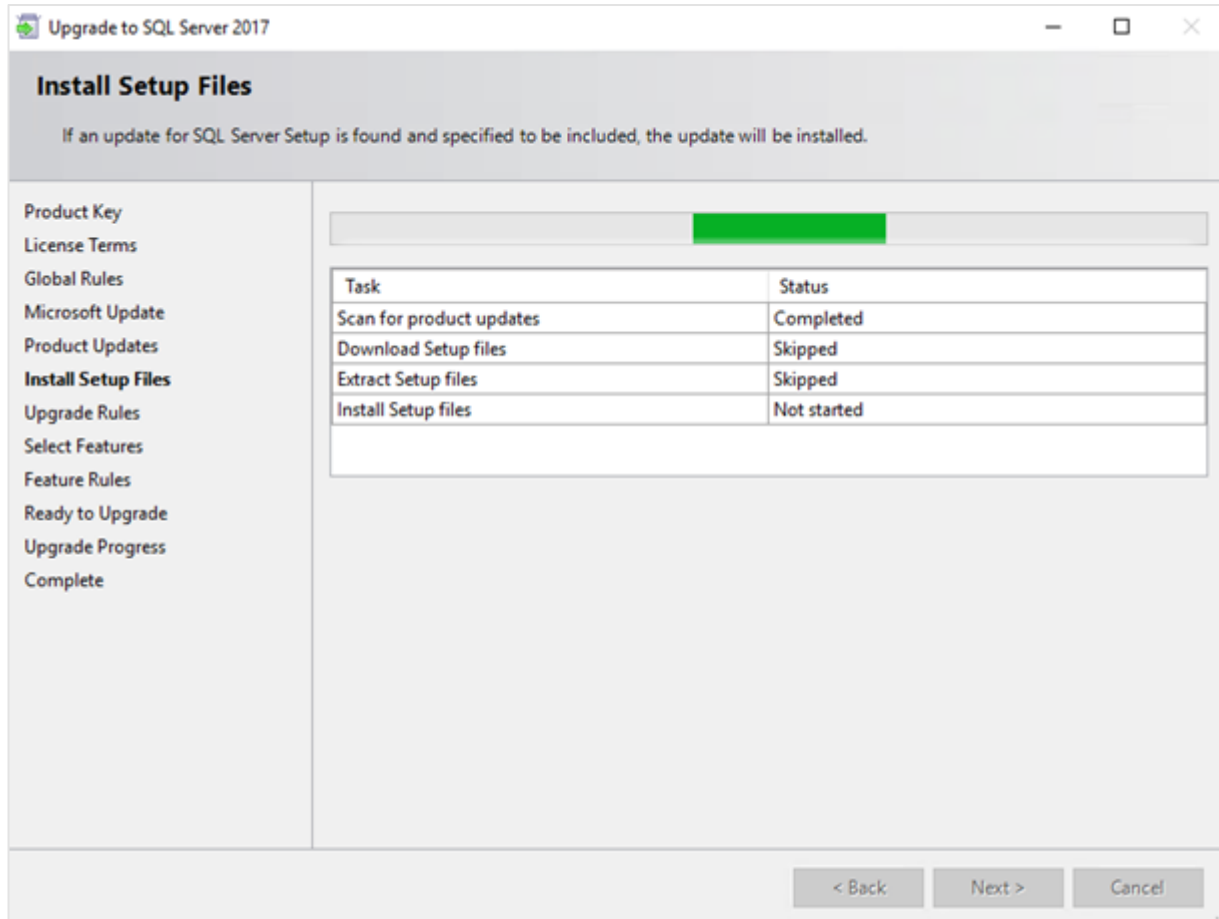 Upgrade to SQL Server 2017
Install Setup Files
If an update for SQL Server Setup is found and specified to be included, the update will be installed.
Product Key
License Terms
Global Rules
Microsoft Update
Product Updates
Install Setup Files
Upgrade Rules
Select Features
Feature Rules
Ready to Upgrade
Upgrade Progress
Complete
Task Status
Scan for product updates Completed
Download Setup files Skipped
Extract Setup files Skipped
Install Setup files Not started
< Back Next > Cancel